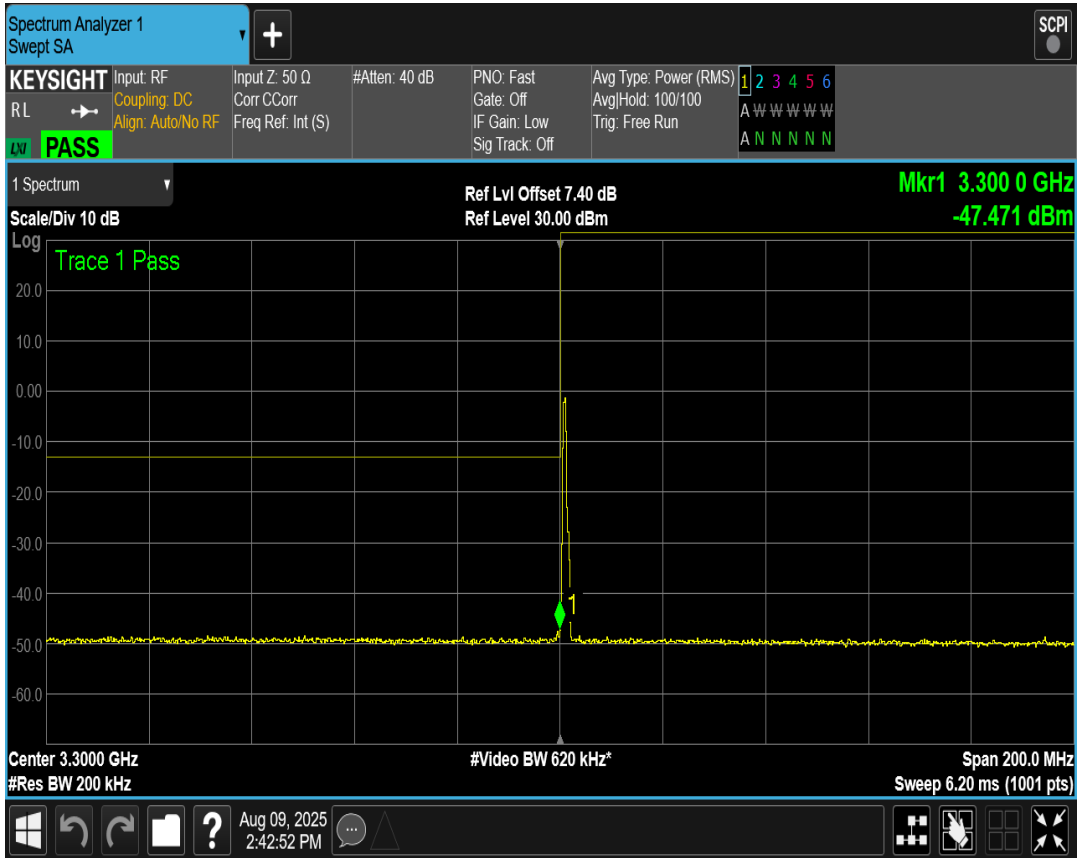 Spectrum Analyzer 1
Swept SA
+
SCPI
KEYSIGHT
RL
LXI PASS
Input: RF
Coupling: DC
Align: Auto/No RF
Input Z: 50 Ω
Corr CCorr
Freq Ref: Int (S)
#Atten: 40 dB
PNO: Fast
Gate: Off
IF Gain: Low
Sig Track: Off
Avg Type: Power (RMS)
Avg|Hold: 100/100
Trig: Free Run
1 2 3 4 5 6
A W W W W W
A N N N N N
1 Spectrum
Scale/Div 10 dB
Ref Lvl Offset 7.40 dB
Ref Level 30.00 dBm
Mkr1 3.300 0 GHz
-47.471 dBm
Log
Trace 1 Pass
20.0
10.0
0.00
-10.0
-20.0
-30.0
-40.0
1
-50.0
-60.0
Center 3.3000 GHz
#Video BW 620 kHz*
Span 200.0 MHz
#Res BW 200 kHz
Sweep 6.20 ms (1001 pts)
?
Aug 09, 2025
2:42:52 PM